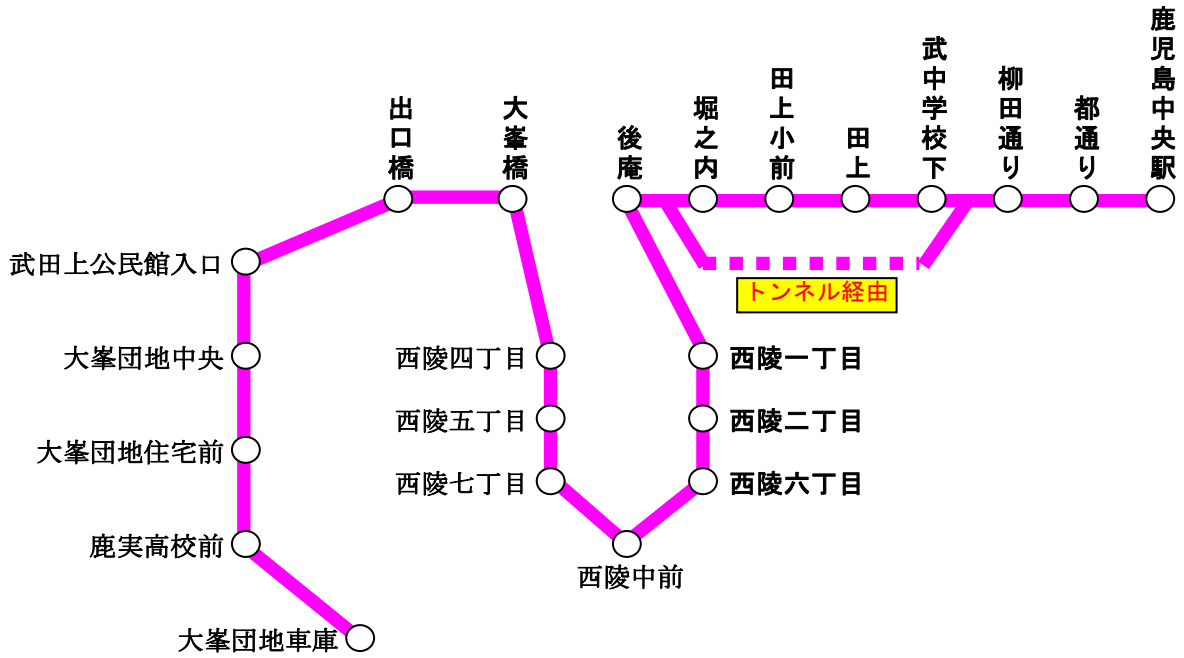 出口橋
大峯橋
後庵
堀之内
田上小前
田上
武中学校下
柳田通り
都通り
鹿児島中央駅
武田上公民館入口
トンネル経由
大峯団地中央
西陵四丁目
西陵一丁目
西陵五丁目
西陵二丁目
大峯団地住宅前
西陵七丁目
西陵六丁目
鹿実高校前
西陵中前
大峯団地車庫